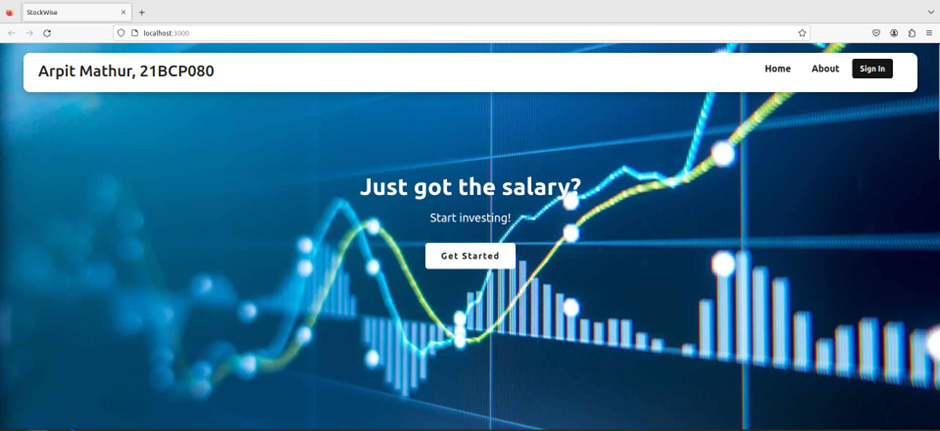 StockWise
localhost:3000
Arpit Mathur, 21BCP080
Home About Sign In
Just got the salary?
Start investing!
Get Started